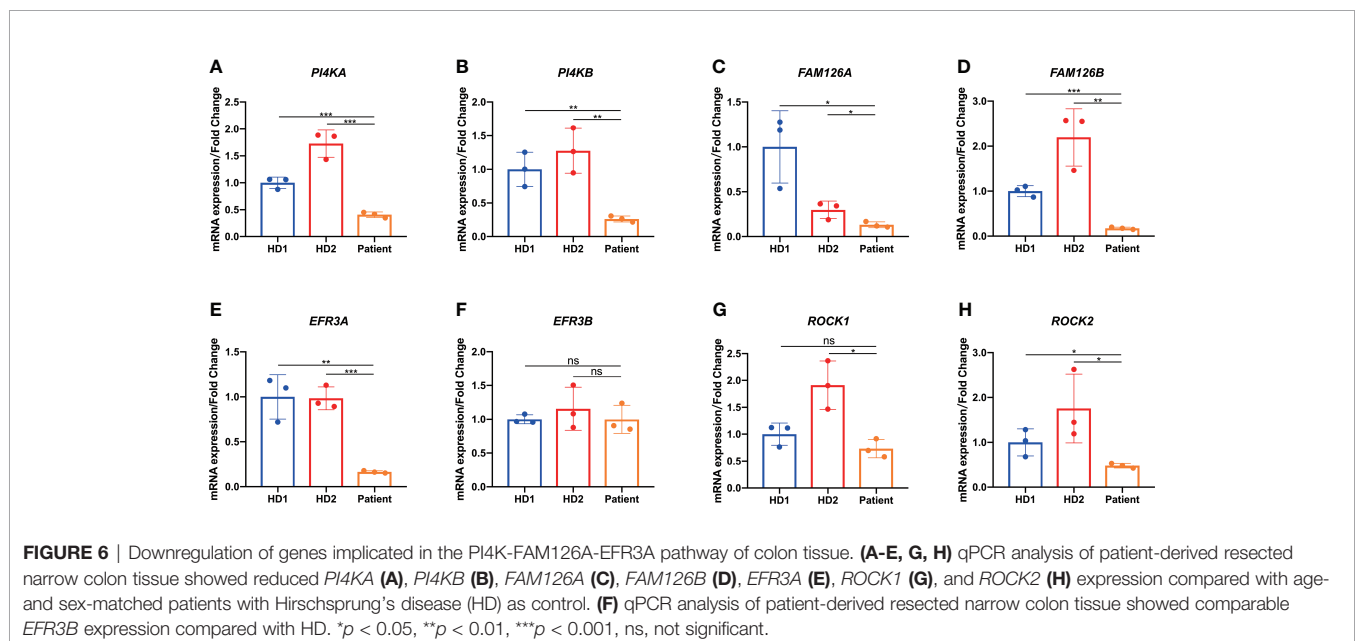 A
PI4KA
mRNA expression/Fold Change
2.5
2.0
1.5
1.0
0.5
0.0
***
***
HD1 HD2 Patient
B
PI4KB
mRNA expression/Fold Change
2.0
1.5
1.0
0.5
0.0
**
**
HD1 HD2 Patient
C
FAM126A
mRNA expression/Fold Change
1.5
1.0
0.5
0.0
*
*
HD1 HD2 Patient
D
FAM126B
mRNA expression/Fold Change
3.0
2.0
1.0
0.0
***
**
HD1 HD2 Patient
E
EFR3A
mRNA expression/Fold Change
1.5
1.0
0.5
0.0
**
***
HD1 HD2 Patient
F
EFR3B
mRNA expression/Fold Change
2.0
1.5
1.0
0.5
0.0
ns
ns
HD1 HD2 Patient
G
ROCK1
mRNA expression/Fold Change
2.5
2.0
1.5
1.0
0.5
0.0
ns
*
HD1 HD2 Patient
H
ROCK2
mRNA expression/Fold Change
3.0
2.0
1.0
0.0
*
*
HD1 HD2 Patient
FIGURE 6 | Downregulation of genes implicated in the PI4K-FAM126A-EFR3A pathway of colon tissue. (A-E, G, H) qPCR analysis of patient-derived resected
narrow colon tissue showed reduced PI4KA (A), PI4KB (B), FAM126A (C), FAM126B (D), EFR3A (E), ROCK1 (G), and ROCK2 (H) expression compared with age-
and sex-matched patients with Hirschsprung's disease (HD) as control. (F) qPCR analysis of patient-derived resected narrow colon tissue showed comparable
EFR3B expression compared with HD. *p < 0.05, **p < 0.01, ***p < 0.001, ns, not significant.